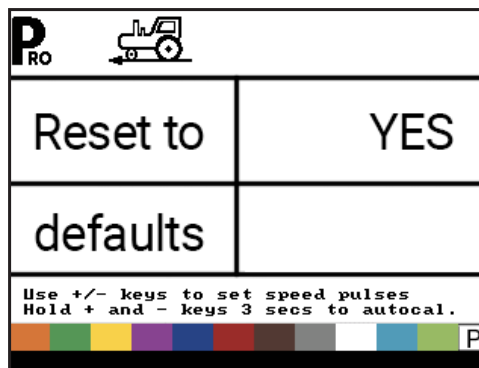 PRO
Reset to YES
defaults
Use +/- keys to set speed pulses
Hold + and - keys 3 secs to autocal.
P